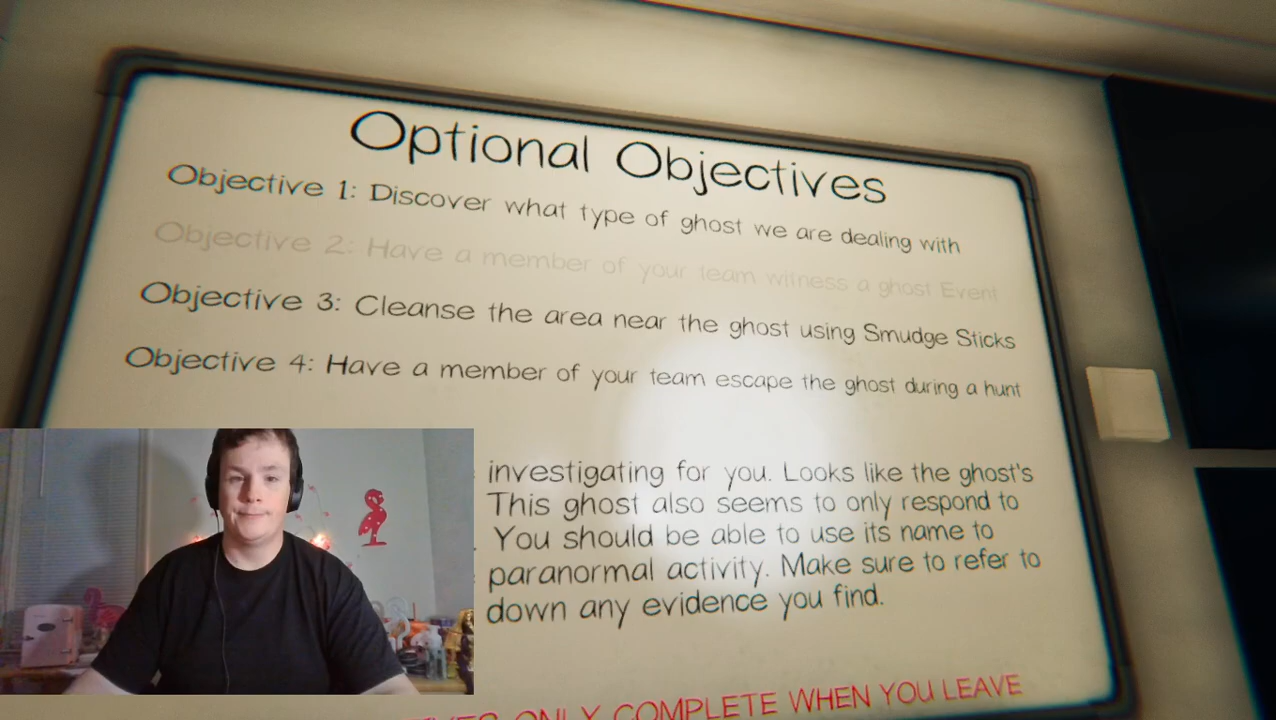 Optional Objectives
Objective 1: Discover what type of ghost we are dealing with
Objective 2: Have a member of your team witness a ghost Event
Objective 3: Cleanse the area near the ghost using Smudge Sticks
Objective 4: Have a member of your team escape the ghost during a hunt
investigating for you. Looks like the ghost's
This ghost also seems to only respond to
You should be able to use its name to
paranormal activity. Make sure to refer to
down any evidence you find.
ONLY COMPLETE WHEN YOU LEAVE